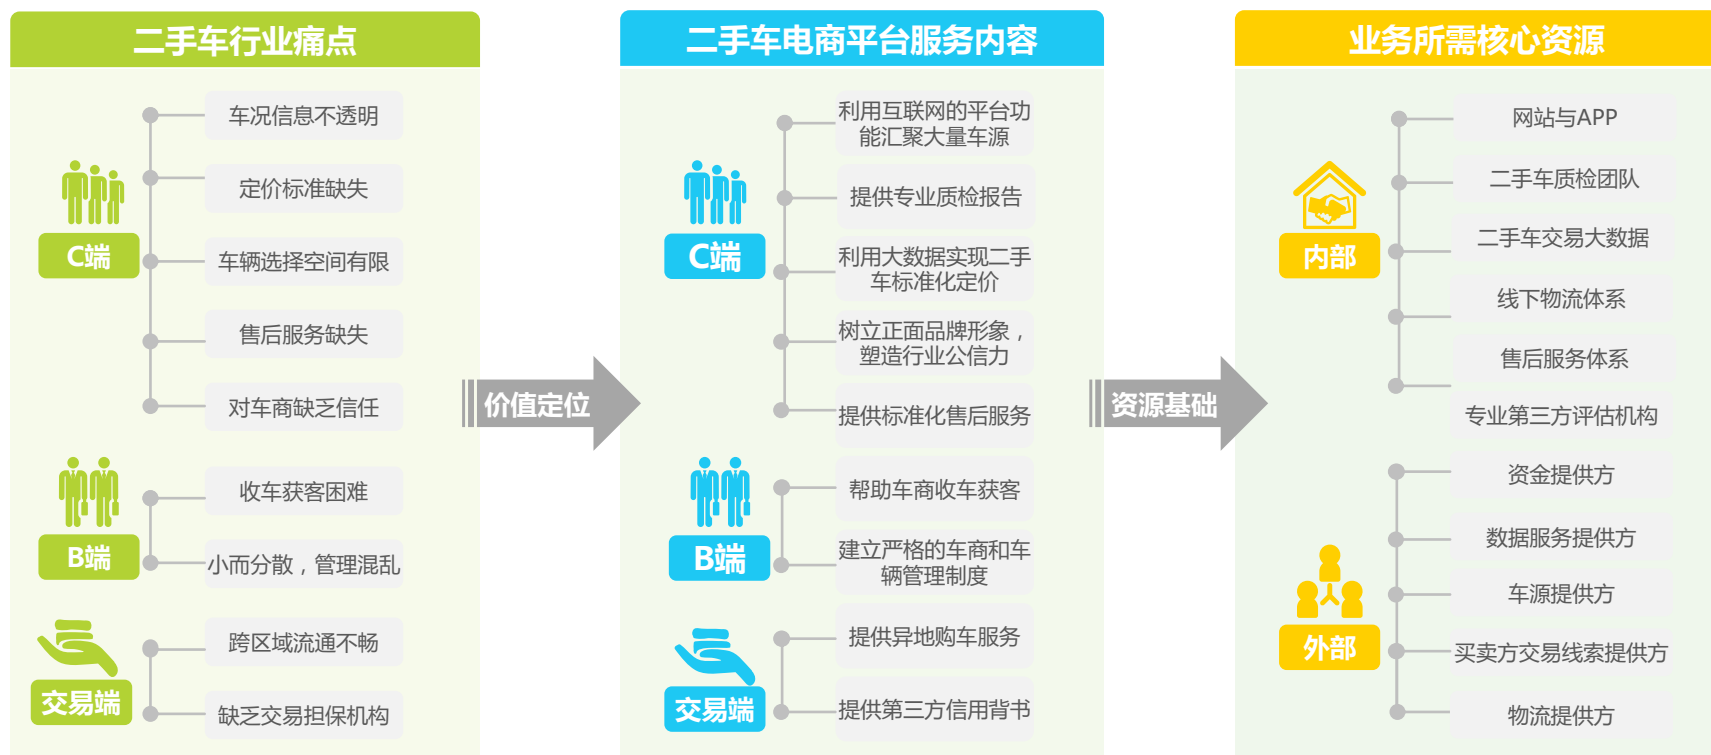 二手车行业痛点
车况信息不透明
定价标准缺失
C端
车辆选择空间有限
售后服务缺失
对车商缺乏信任
收车获客困难
B端
小而分散，管理混乱
跨区域流通不畅
交易端
缺乏交易担保机构
价值定位
二手车电商平台服务内容
利用互联网的平台功
能汇聚大量车源
提供专业质检报告
C端
利用大数据实现二手
车标准化定价
树立正面品牌形象，
塑造行业公信力
提供标准化售后服务
帮助车商收车获客
B端
建立严格的车商和车
辆管理制度
提供异地购车服务
交易端
提供第三方信用背书
资源基础
业务所需核心资源
网站与APP
二手车质检团队
二手车交易大数据
内部
线下物流体系
售后服务体系
专业第三方评估机构
资金提供方
数据服务提供方
车源提供方
外部
买卖方交易线索提供方
物流提供方